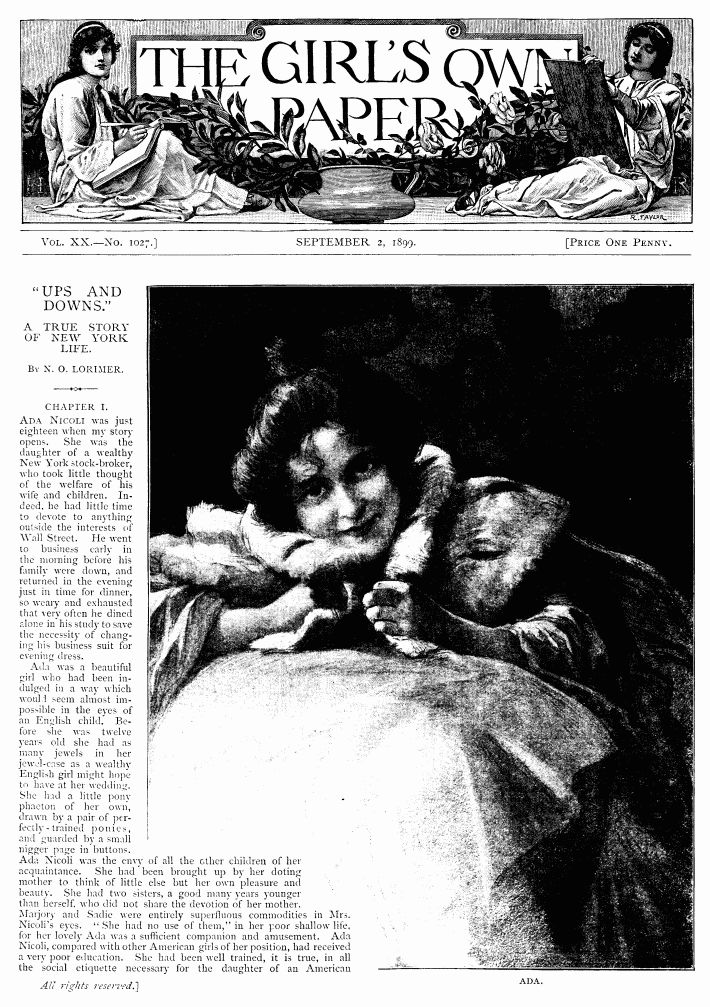 THE GIRL'S OWN
PAPER
R. TAYLOR
VOL. XX.—No. 1027.]
SEPTEMBER 2, 1899.
[PRICE ONE PENNY.
"UPS AND
DOWNS."
A TRUE STORY
OF NEW YORK
LIFE.
By N. O. LORIMER.
CHAPTER I.
ADA NICOLI was just
eighteen when my story
opens. She was the
daughter of a wealthy
New York stock-broker,
who took little thought
of the welfare of his
wife and children. In-
deed, he had little time
to devote to anything
outside the interests of
Wall Street. He went
to business early in
the morning before his
family were down, and
returned in the evening
just in time for dinner,
so weary and exhausted
that very often he dined
alone in his study to save
the necessity of chang-
ing his business suit for
evening dress.
Ada was a beautiful
girl who had been in-
dulged in a way which
would seem almost im-
possible in the eyes of
an English child. Be-
fore she was twelve
years old she had as
many jewels in her
jewel-case as a wealthy
English girl might hope
to have at her wedding.
She had a little pony
phaeton of her own,
drawn by a pair of per-
fectly-trained ponies,
and guarded by a small
nigger page in buttons.
Ada Nicoli was the envy of all the other children of her
acquaintance. She had been brought up by her doting
mother to think of little else but her own pleasure and
beauty. She had two sisters, a good many years younger
than herself, who did not share the devotion of her mother.
Marjory and Sadie were entirely superfluous commodities in Mrs.
Nicoli's eyes. "She had no use of them," in her poor shallow life,
for her lovely Ada was a sufficient companion and amusement. Ada
Nicoli, compared with other American girls of her position, had received
a very poor education. She had been well trained, it is true, in all
the social etiquette necessary for the daughter of an American
ADA.
All rights reserved.]